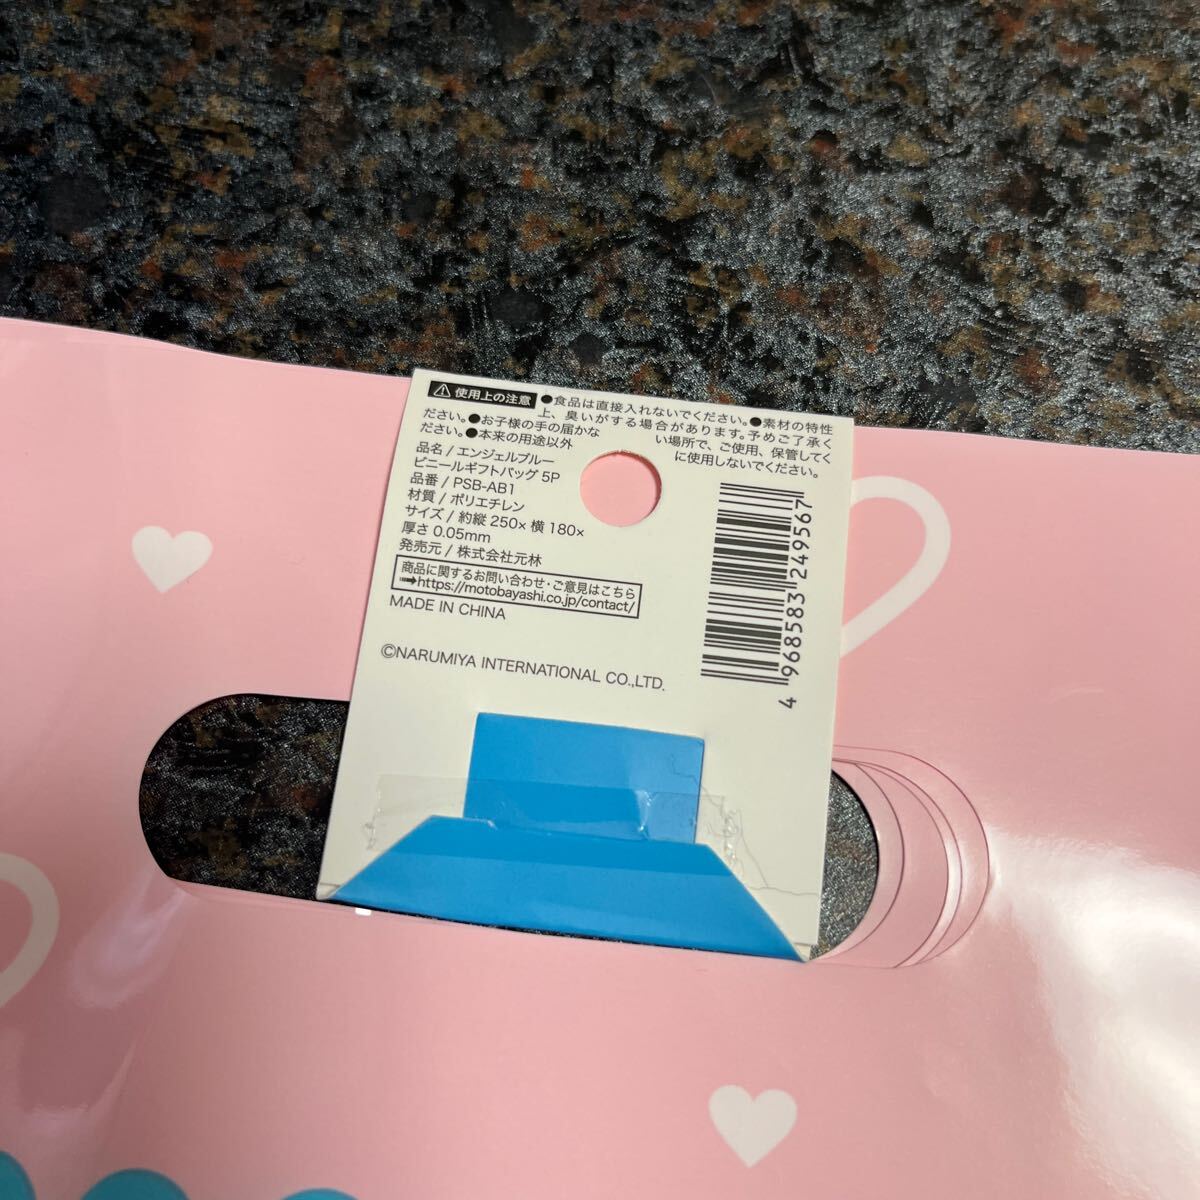 ⚠使用上の注意 ●食品は直接入れないでください。●素材の特性
上、臭いがする場合があります。予めご了承く
ださい。●お子様の手の届かな い場所で、ご使用、保管してく
ださい。●本来の用途以外 に使用しないでください。
品名/エンジェルブルー
ビニールギフトバッグ 5P
品番/PSB-AB1
材質/ポリエチレン
サイズ/約縦250×横180×
厚さ0.05mm
発売元/株式会社元林
商品に関するお問い合わせ・ご意見はこちら
➡https://motobayashi.co.jp/contact/
MADE IN CHINA
©NARUMIYA INTERNATIONAL CO.,LTD.
4 968583 249567